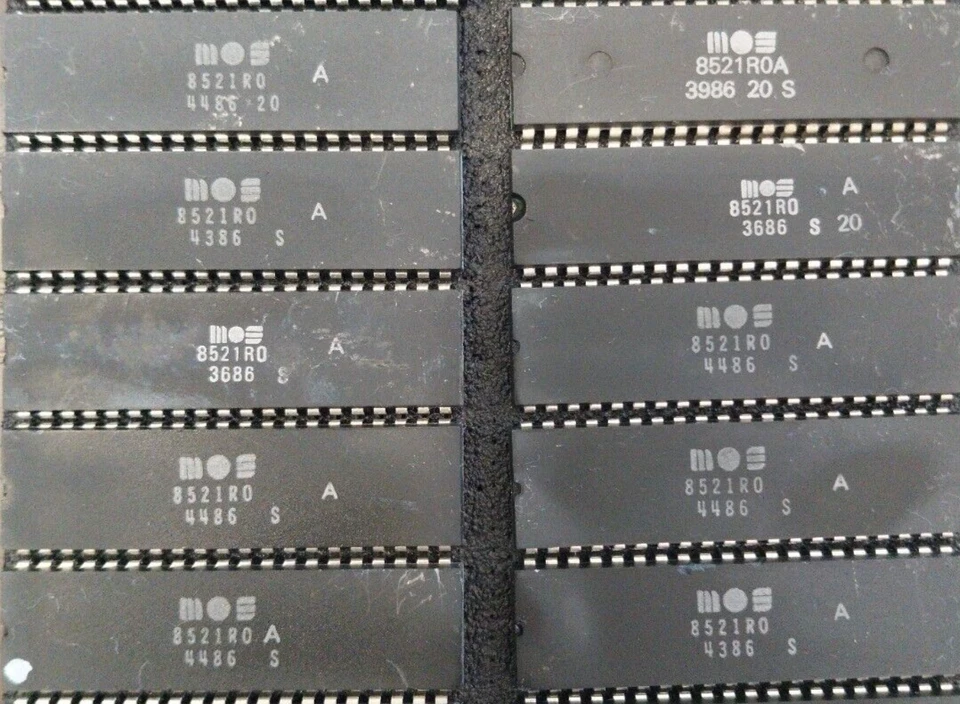 mos
8521R0 A
4486 20
mos
8521R0A
3986 20 S
mos
8521R0 A
4386 S
mos A
8521R0
3686 S 20
mos
8521R0 A
3686 S
mos
8521R0 A
4486 S
mos
8521R0 A
4486 S
mos
8521R0 A
4486 S
mos
8521R0 A
4486 S
mos
8521R0 A
4386 S